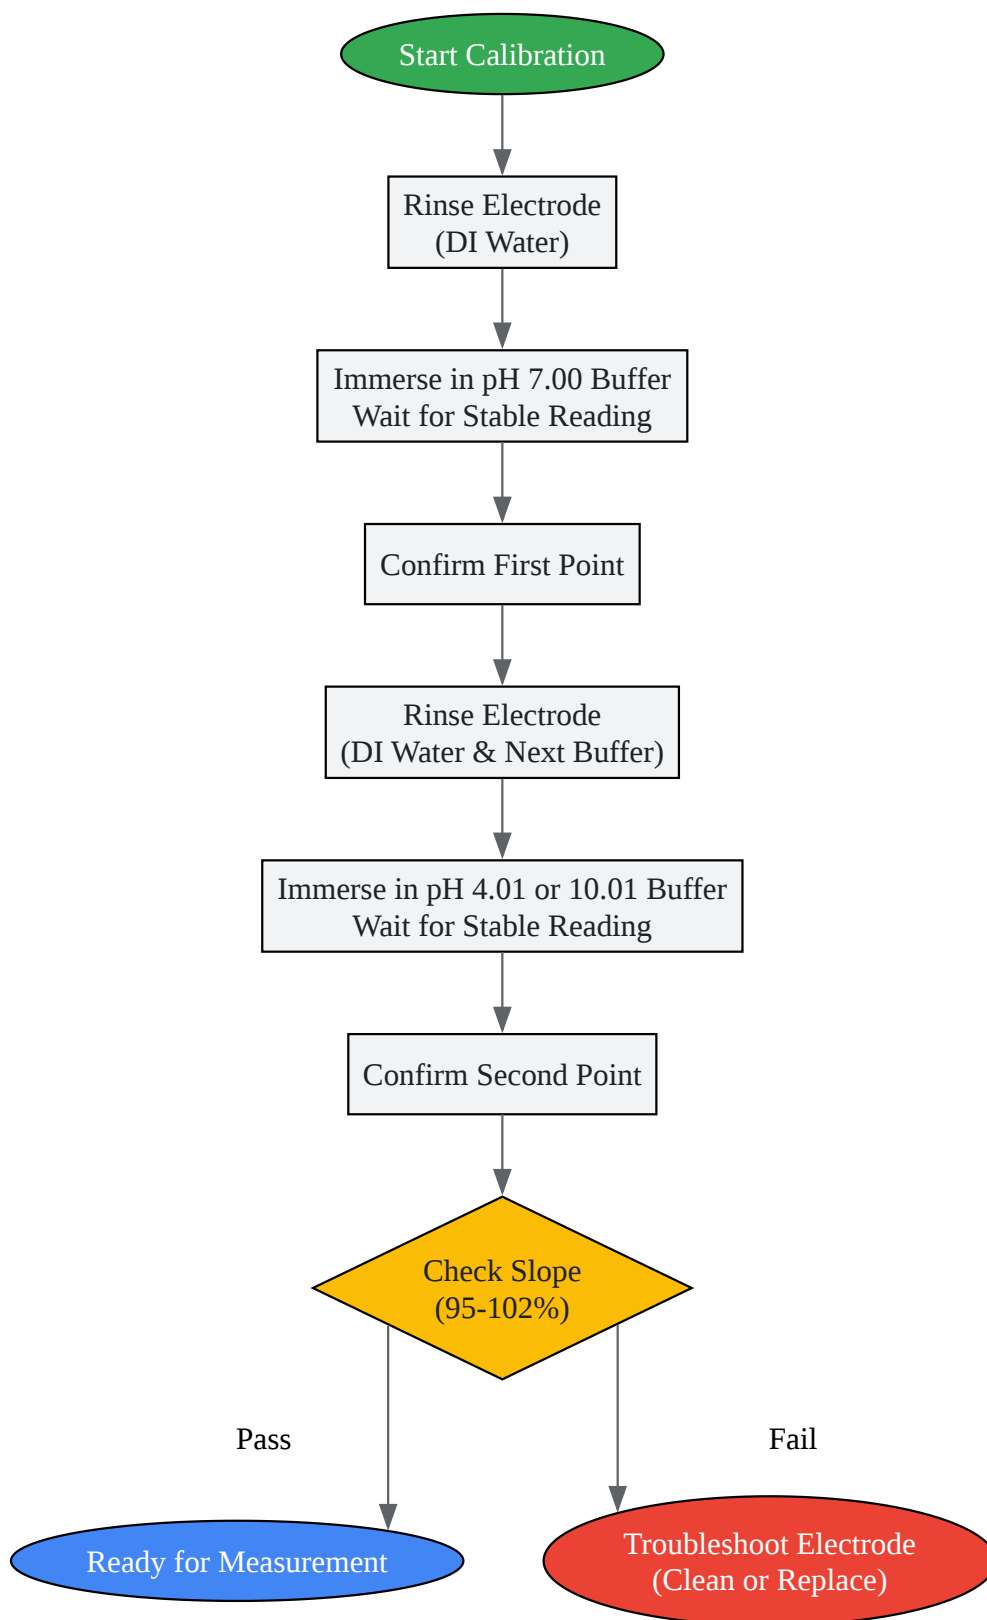 Start Calibration
Rinse Electrode
(DI Water)
Immerse in pH 7.00 Buffer
Wait for Stable Reading
Confirm First Point
Rinse Electrode
(DI Water & Next Buffer)
Immerse in pH 4.01 or 10.01 Buffer
Wait for Stable Reading
Confirm Second Point
Check Slope
(95-102%)
Pass
Fail
Ready for Measurement
Troubleshoot Electrode
(Clean or Replace)